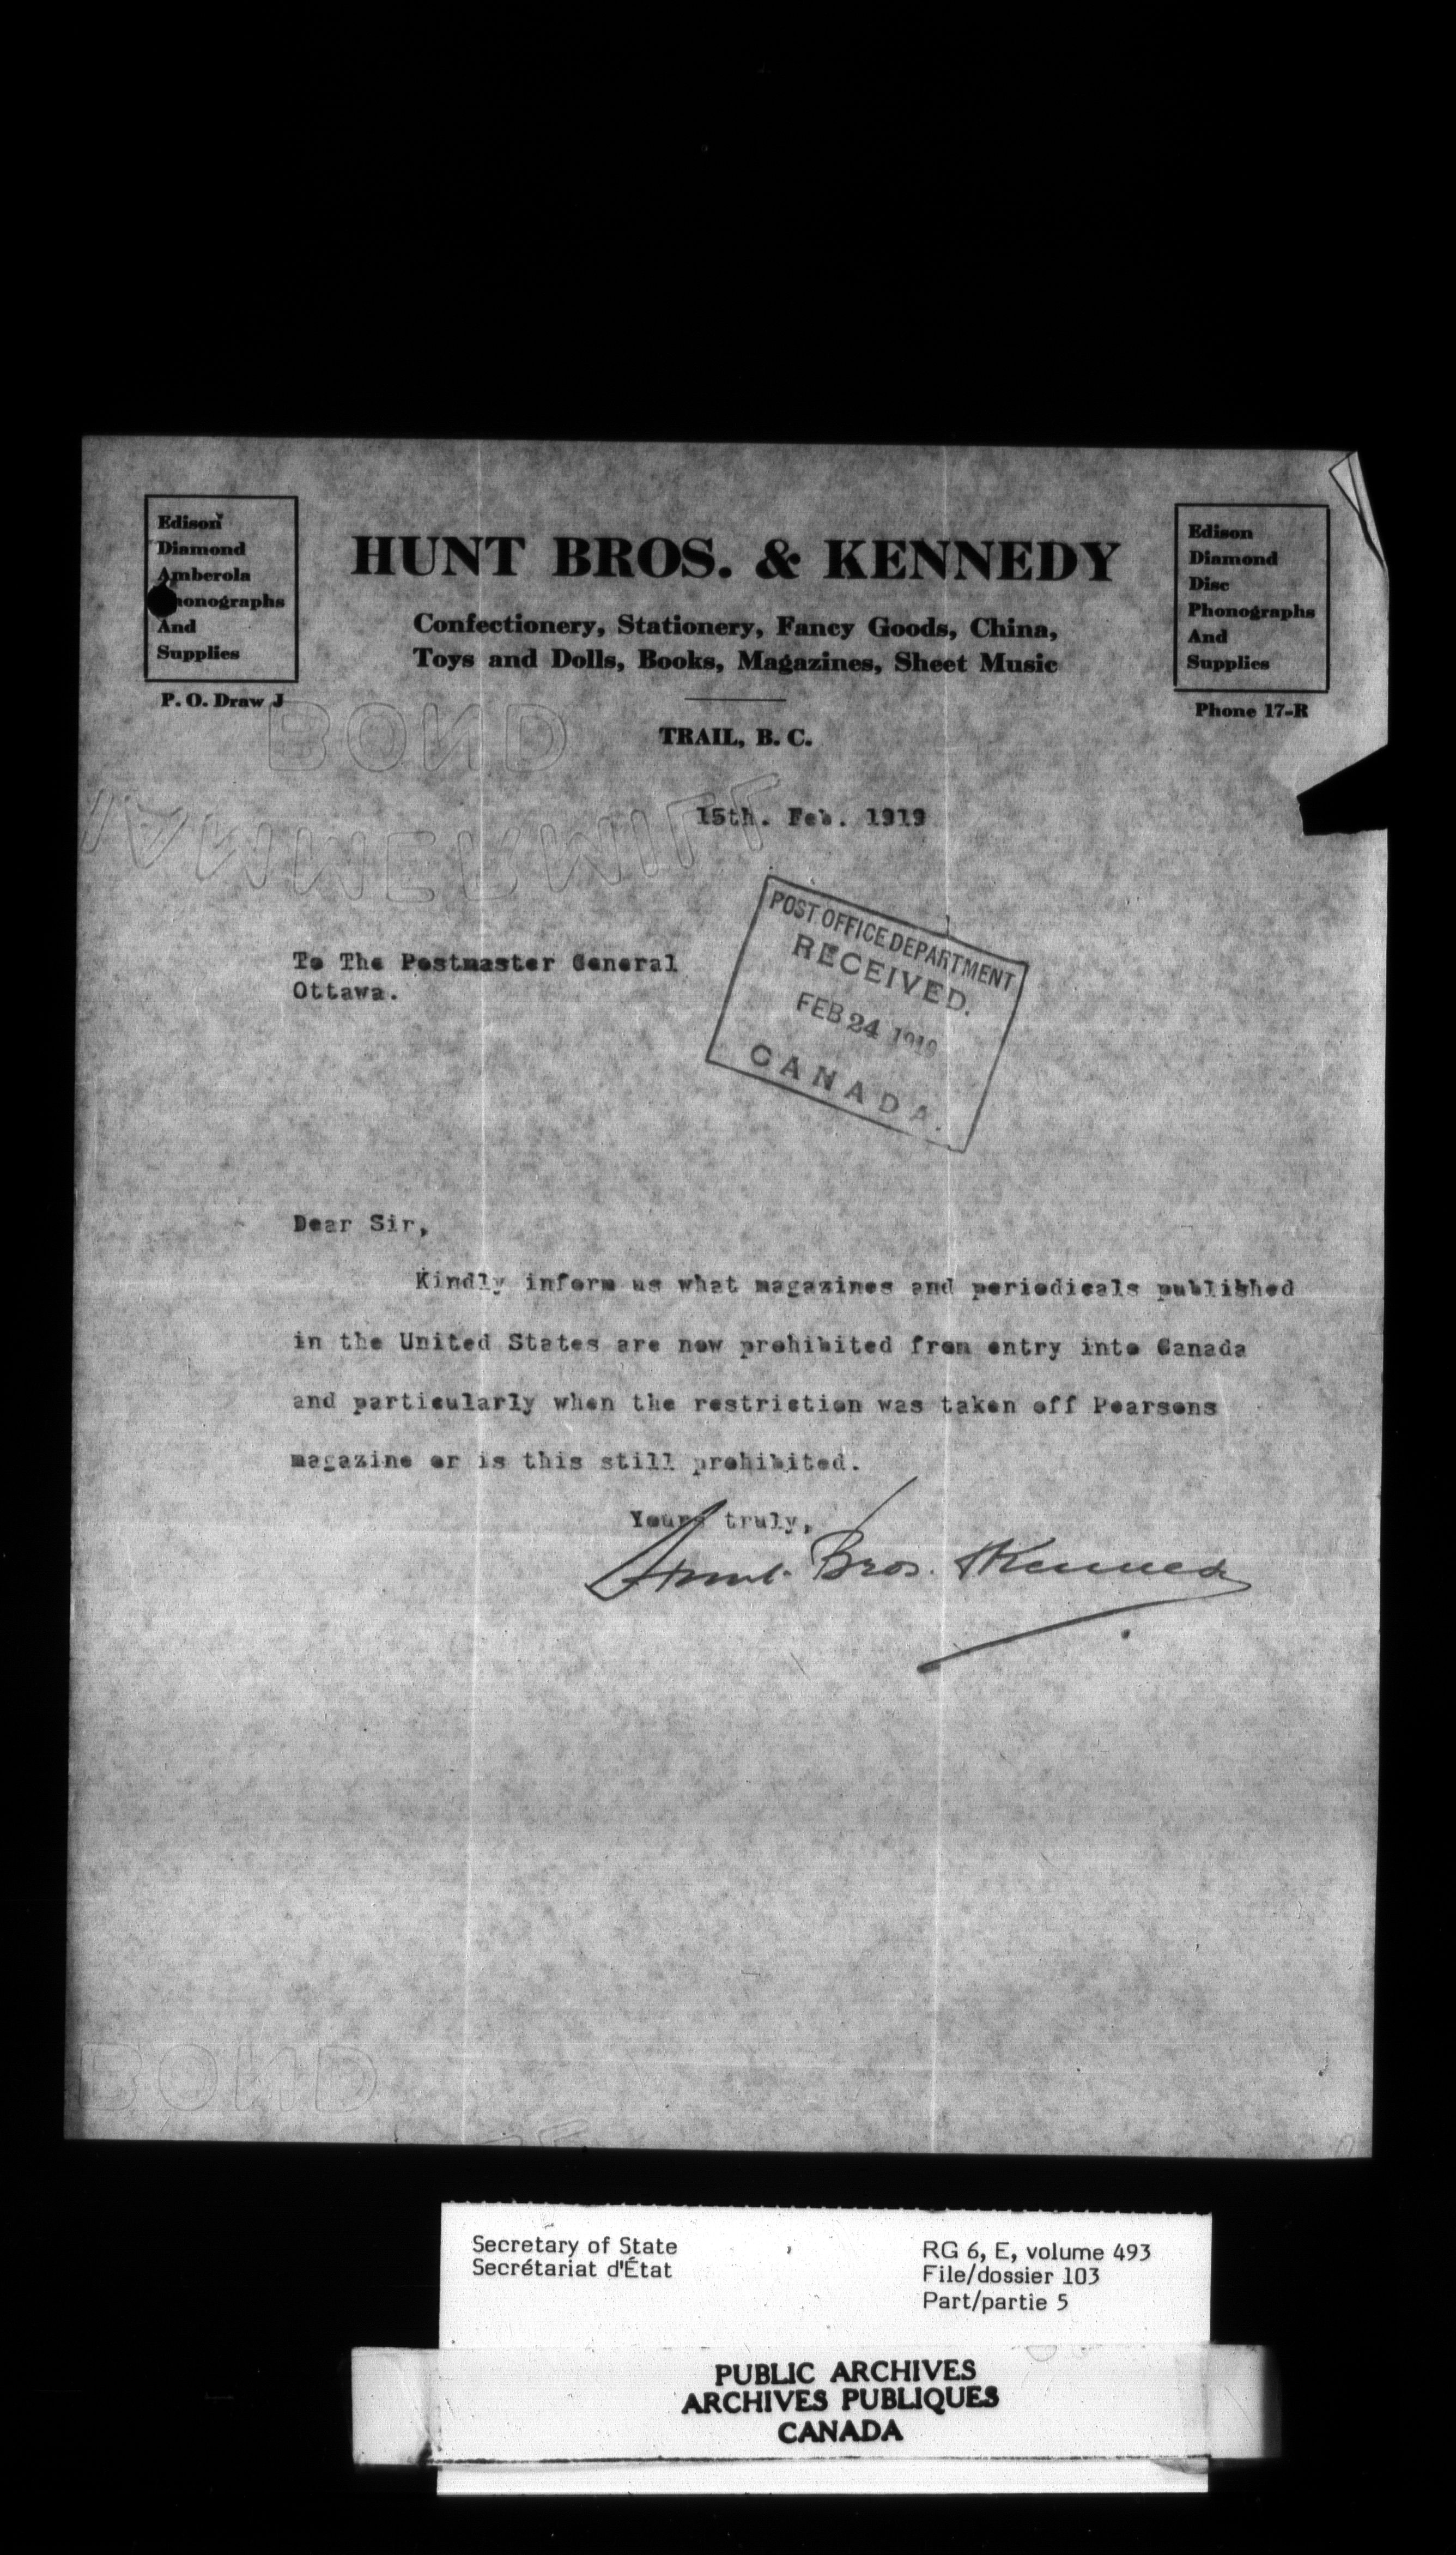 Edison
Diamond
Amberola
Phonographs
And
Supplies
P. O. Draw J
HUNT BROS. & KENNEDY
Confectionery, Stationery, Fancy Goods, China,
Toys and Dolls, Books, Magazines, Sheet Music
TRAIL, B. C.
Edison
Diamond
Disc
Phonographs
And
Supplies
Phone 17-R
BOND
15th. Feb. 1919
POST OFFICE DEPARTMENT
RECEIVED.
FEB 24 1919
CANADA.
To The Postmaster General
Ottawa.
Dear Sir,
Kindly inform us what magazines and periodicals published
in the United States are now prohibited from entry into Canada
and particularly when the restriction was taken off Pearsons
magazine or is this still prohibited.
Yours truly,
Hunt Bros. & Kennedy
BOND
Secretary of State
Secrétariat d'État
RG 6, E, volume 493
File/dossier 103
Part/partie 5
PUBLIC ARCHIVES
ARCHIVES PUBLIQUES
CANADA